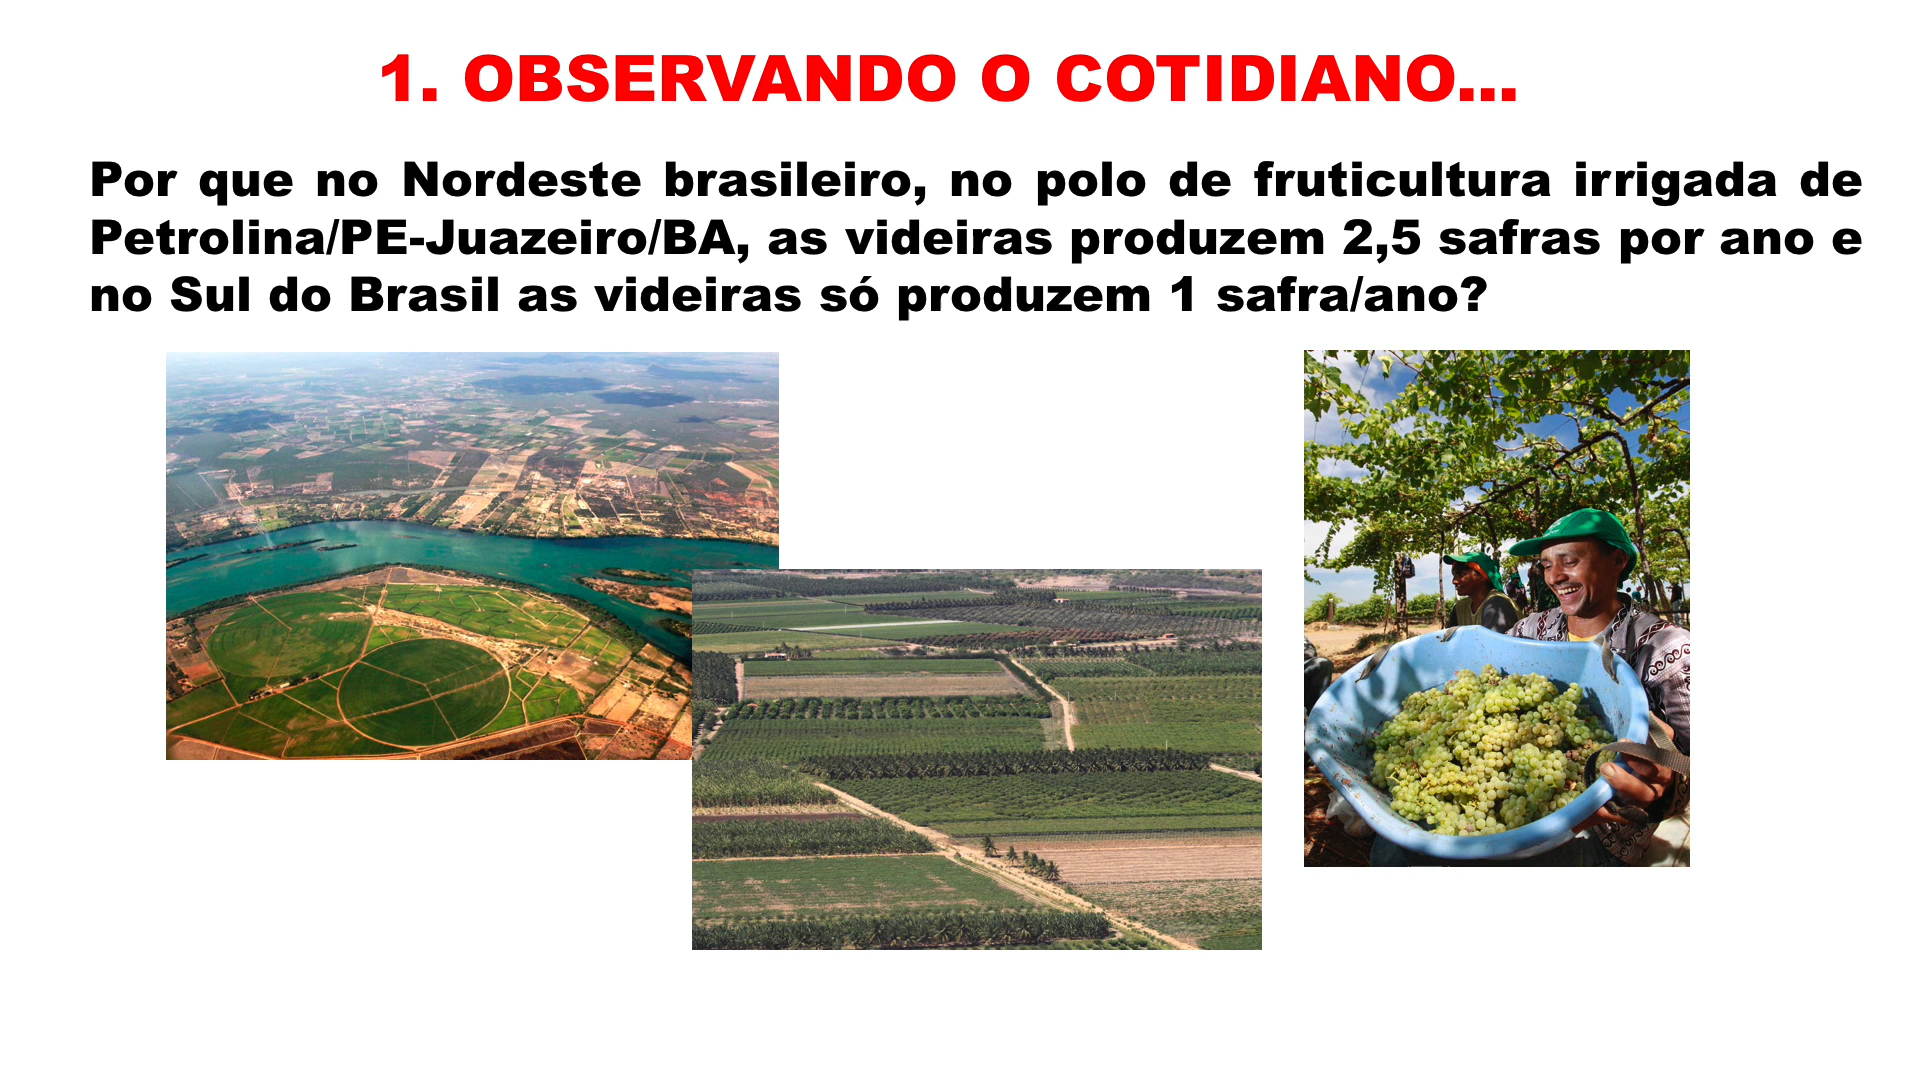 1. OBSERVANDO O COTIDIANO...
Por que no Nordeste brasileiro, no polo de fruticultura irrigada de
Petrolina/PE-Juazeiro/BA, as videiras produzem 2,5 safras por ano e
no Sul do Brasil as videiras só produzem 1 safra/ano?